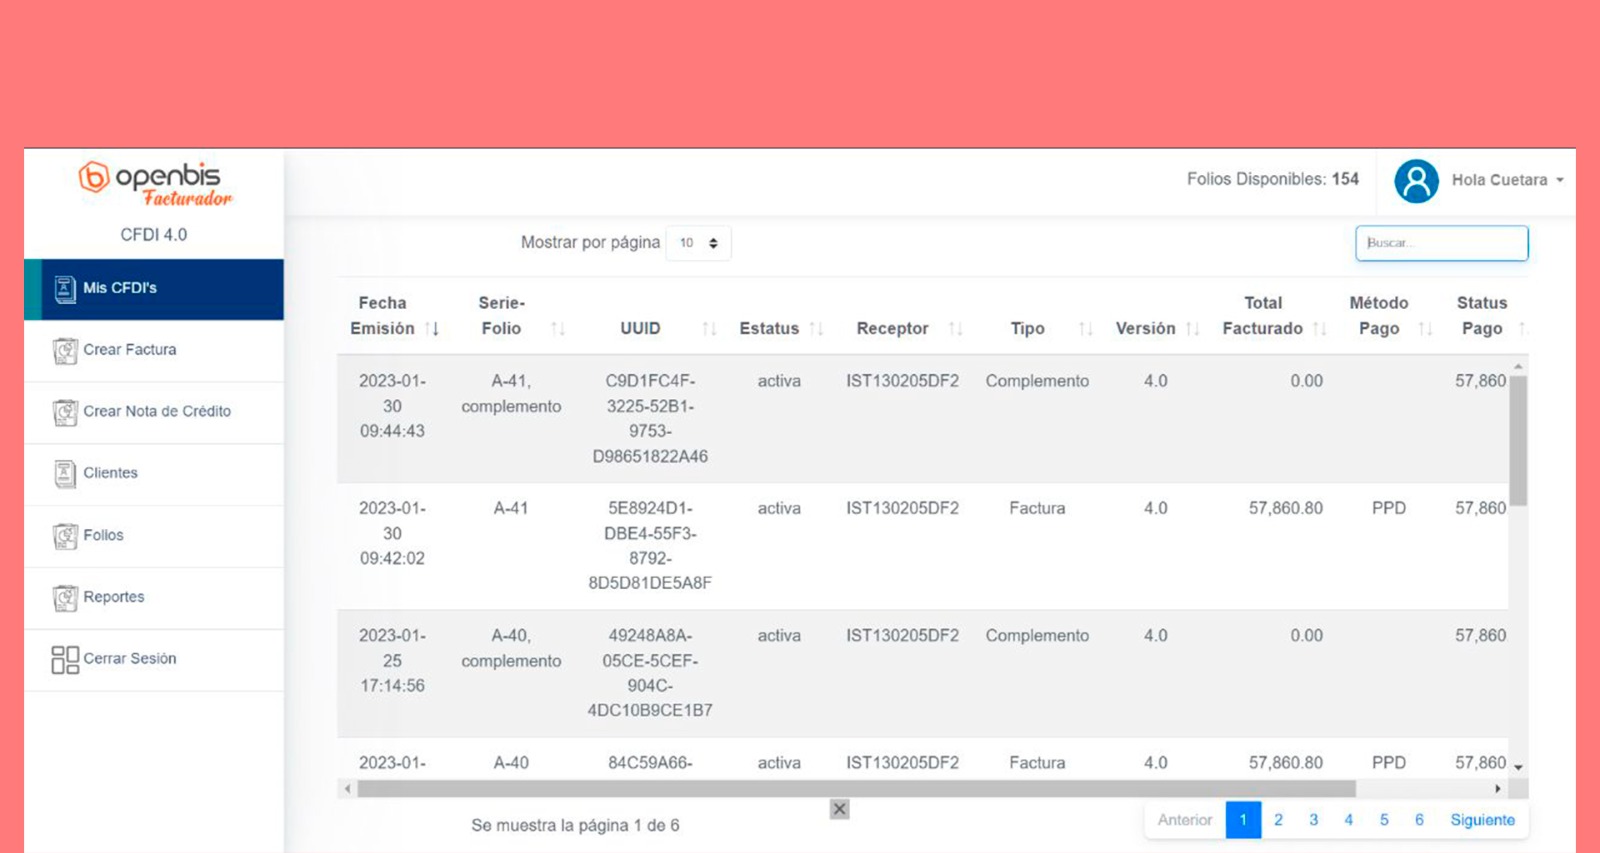 openbis
Facturador
CFDI 4.0
Mis CFDI's
Crear Factura
Crear Nota de Crédito
Clientes
Folios
Reportes
Cerrar Sesión
Folios Disponibles: 154
Hola Cuetara
Mostrar por página 10
Buscar...
Fecha Emisión Serie-Folio UUID Estatus Receptor Tipo Versión Total Facturado Método Pago Status Pago
2023-01- A-41, C9D1FC4F- activa IST130205DF2 Complemento 4.0 0.00 57,860
30 complemento 3225-52B1-
09:44:43 9753-
D98651822A46
2023-01- A-41 5E8924D1- activa IST130205DF2 Factura 4.0 57,860.80 PPD 57,860
30 DBE4-55F3-
09:42:02 8792-
8D5D81DE5A8F
2023-01- A-40, 49248A8A- activa IST130205DF2 Complemento 4.0 0.00 57,860
25 complemento 05CE-5CEF-
17:14:56 904C-
4DC10B9CE1B7
2023-01- A-40 84C59A66- activa IST130205DF2 Factura 4.0 57,860.80 PPD 57,860
Se muestra la página 1 de 6
Anterior 1 2 3 4 5 6 Siguiente